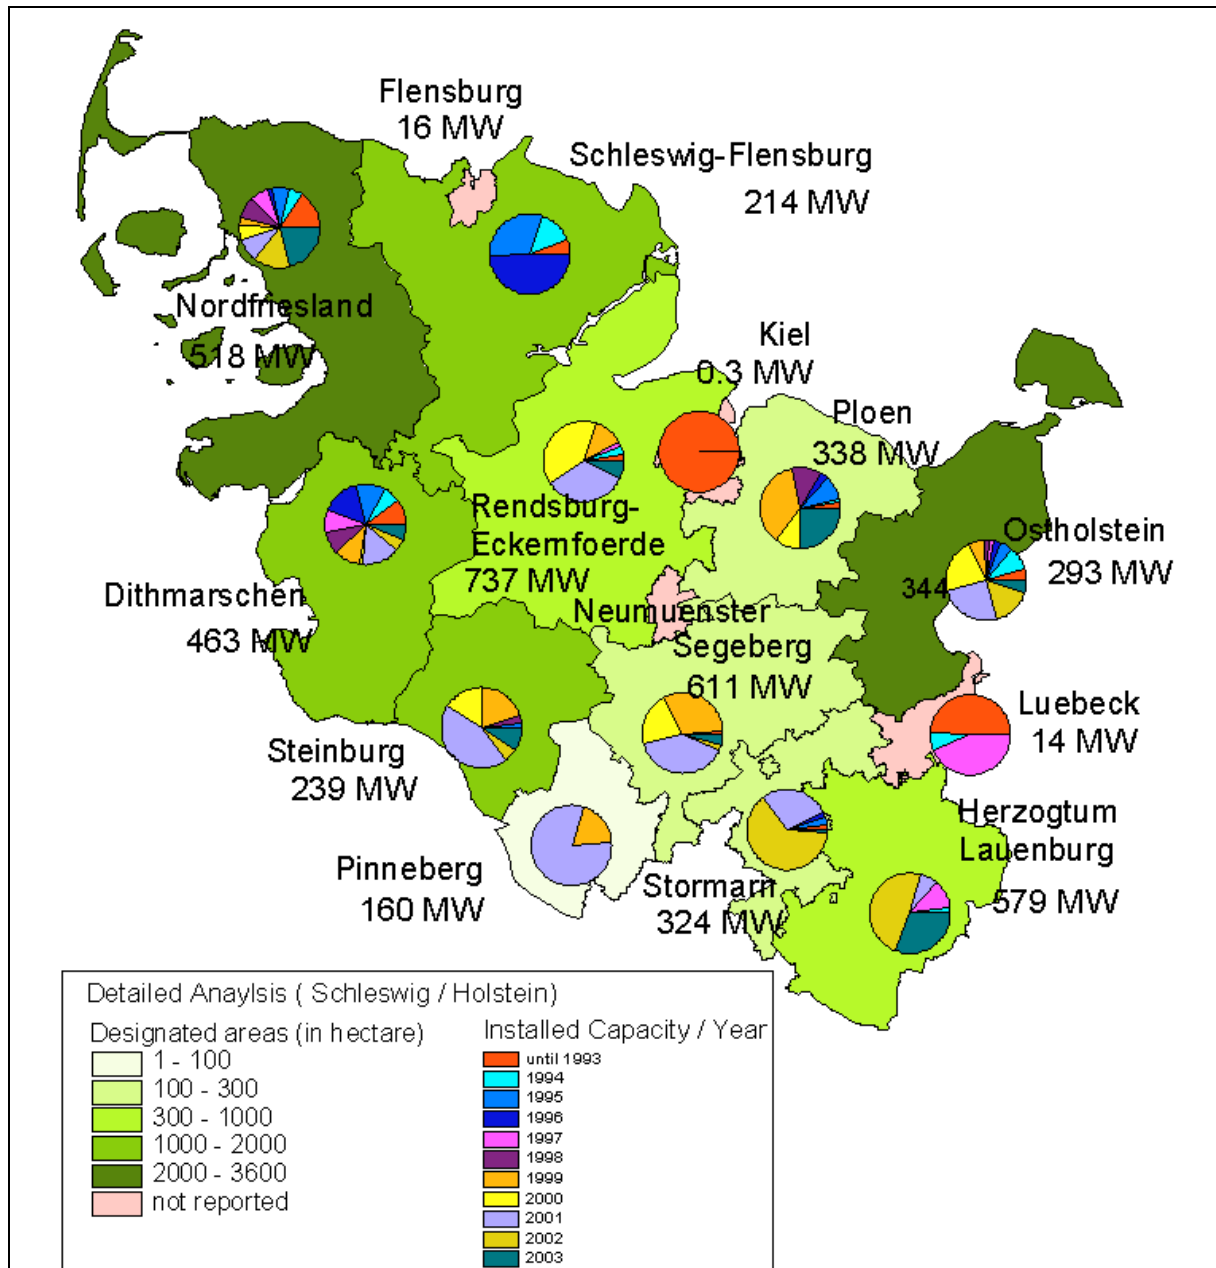 Flensburg
16 MW
Schleswig-Flensburg
214 MW
Nordfriesland
518 MW
Kiel
0.3 MW
Ploen
338 MW
Rendsburg-
Eckernfoerde
737 MW
Ostholstein
293 MW
344
Dithmarschen
463 MW
Neumuenster
Segeberg
611 MW
Luebeck
14 MW
Steinburg
239 MW
Herzogtum
Lauenburg
579 MW
Pinneberg
160 MW
Stormarn
324 MW
Detailed Anaylsis ( Schleswig / Holstein)
Designated areas (in hectare)
1 - 100
100 - 300
300 - 1000
1000 - 2000
2000 - 3600
not reported
Installed Capacity / Year
until 1993
1994
1995
1996
1997
1998
1999
2000
2001
2002
2003